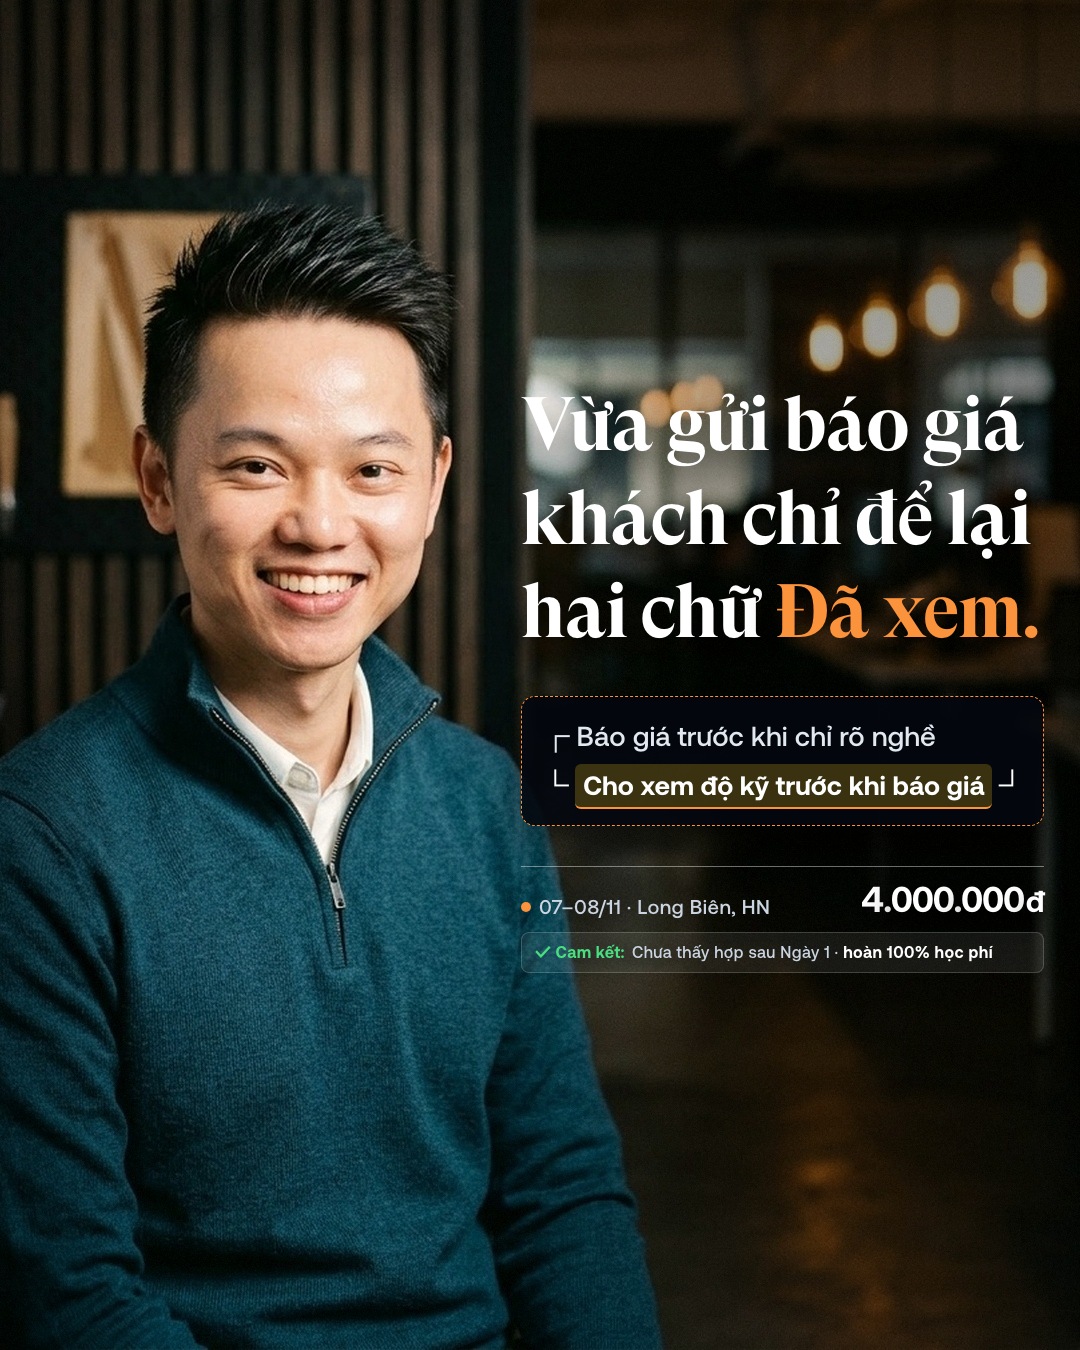 Vừa gửi báo giá
khách chỉ để lại
hai chữ Đã xem.
Báo giá trước khi chỉ rõ nghề
Cho xem độ kỹ trước khi báo giá
07–08/11 · Long Biên, HN
4.000.000đ
Cam kết: Chưa thấy hợp sau Ngày 1 · hoàn 100% học phí